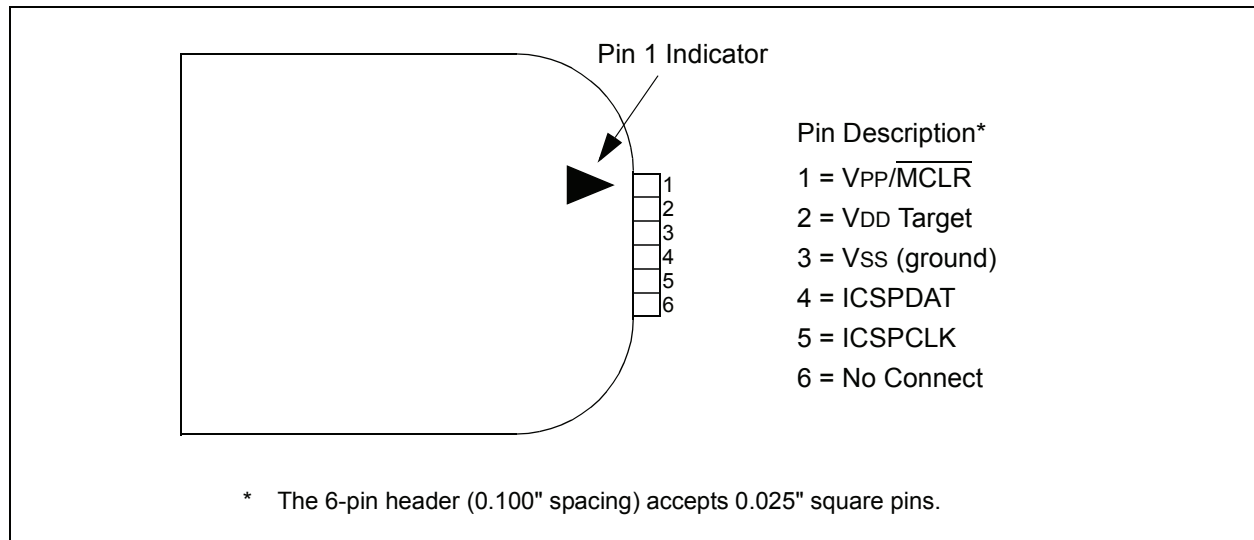 Pin 1 Indicator
1
2
3
4
5
6
Pin Description*
1 = VPP/M̅C̅L̅R̅
2 = VDD Target
3 = VSS (ground)
4 = ICSPDAT
5 = ICSPCLK
6 = No Connect
* The 6-pin header (0.100" spacing) accepts 0.025" square pins.